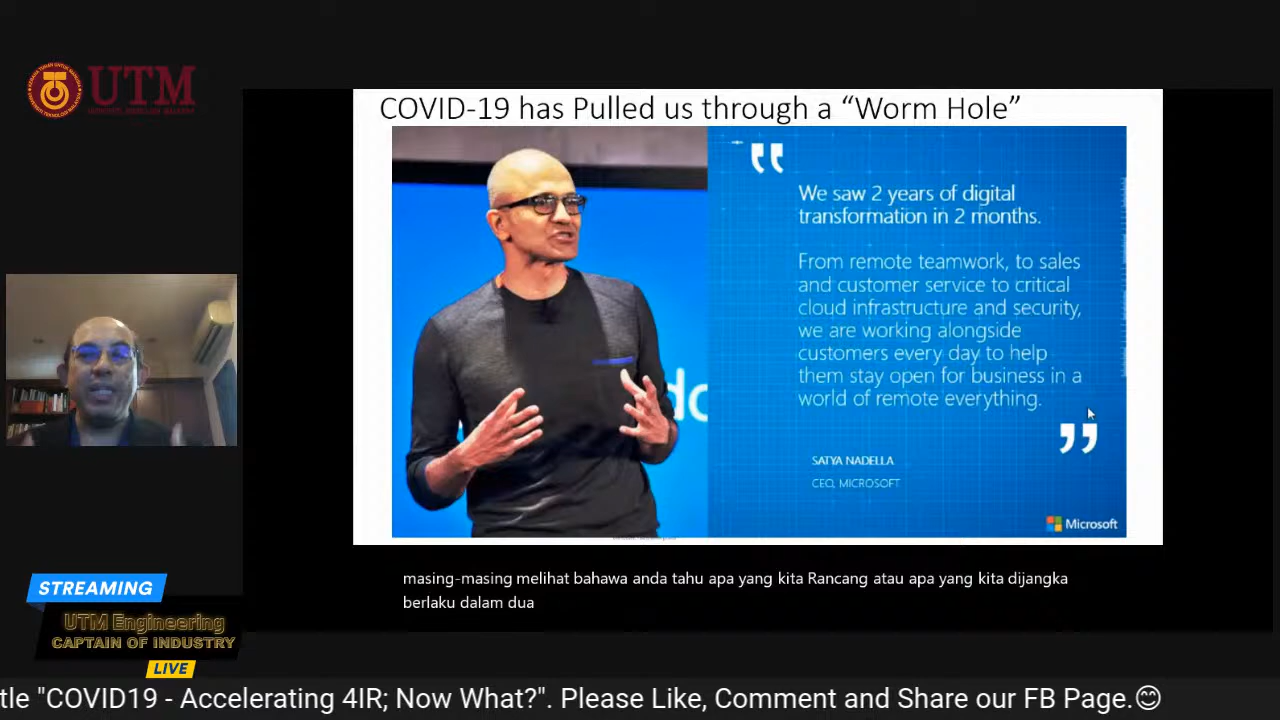 UTM
COVID-19 has Pulled us through a “Worm Hole”
We saw 2 years of digital
transformation in 2 months.
From remote teamwork, to sales
and customer service to critical
cloud infrastructure and security,
we are working alongside
customers every day to help
them stay open for business in a
world of remote everything.
SATYA NADELLA
CEO, MICROSOFT
Microsoft
masing-masing melihat bahawa anda tahu apa yang kita Rancang atau apa yang kita dijangka
berlaku dalam dua
STREAMING
UTM Engineering
CAPTAIN OF INDUSTRY
LIVE
tle "COVID19 - Accelerating 4IR; Now What?". Please Like, Comment and Share our FB Page.😊